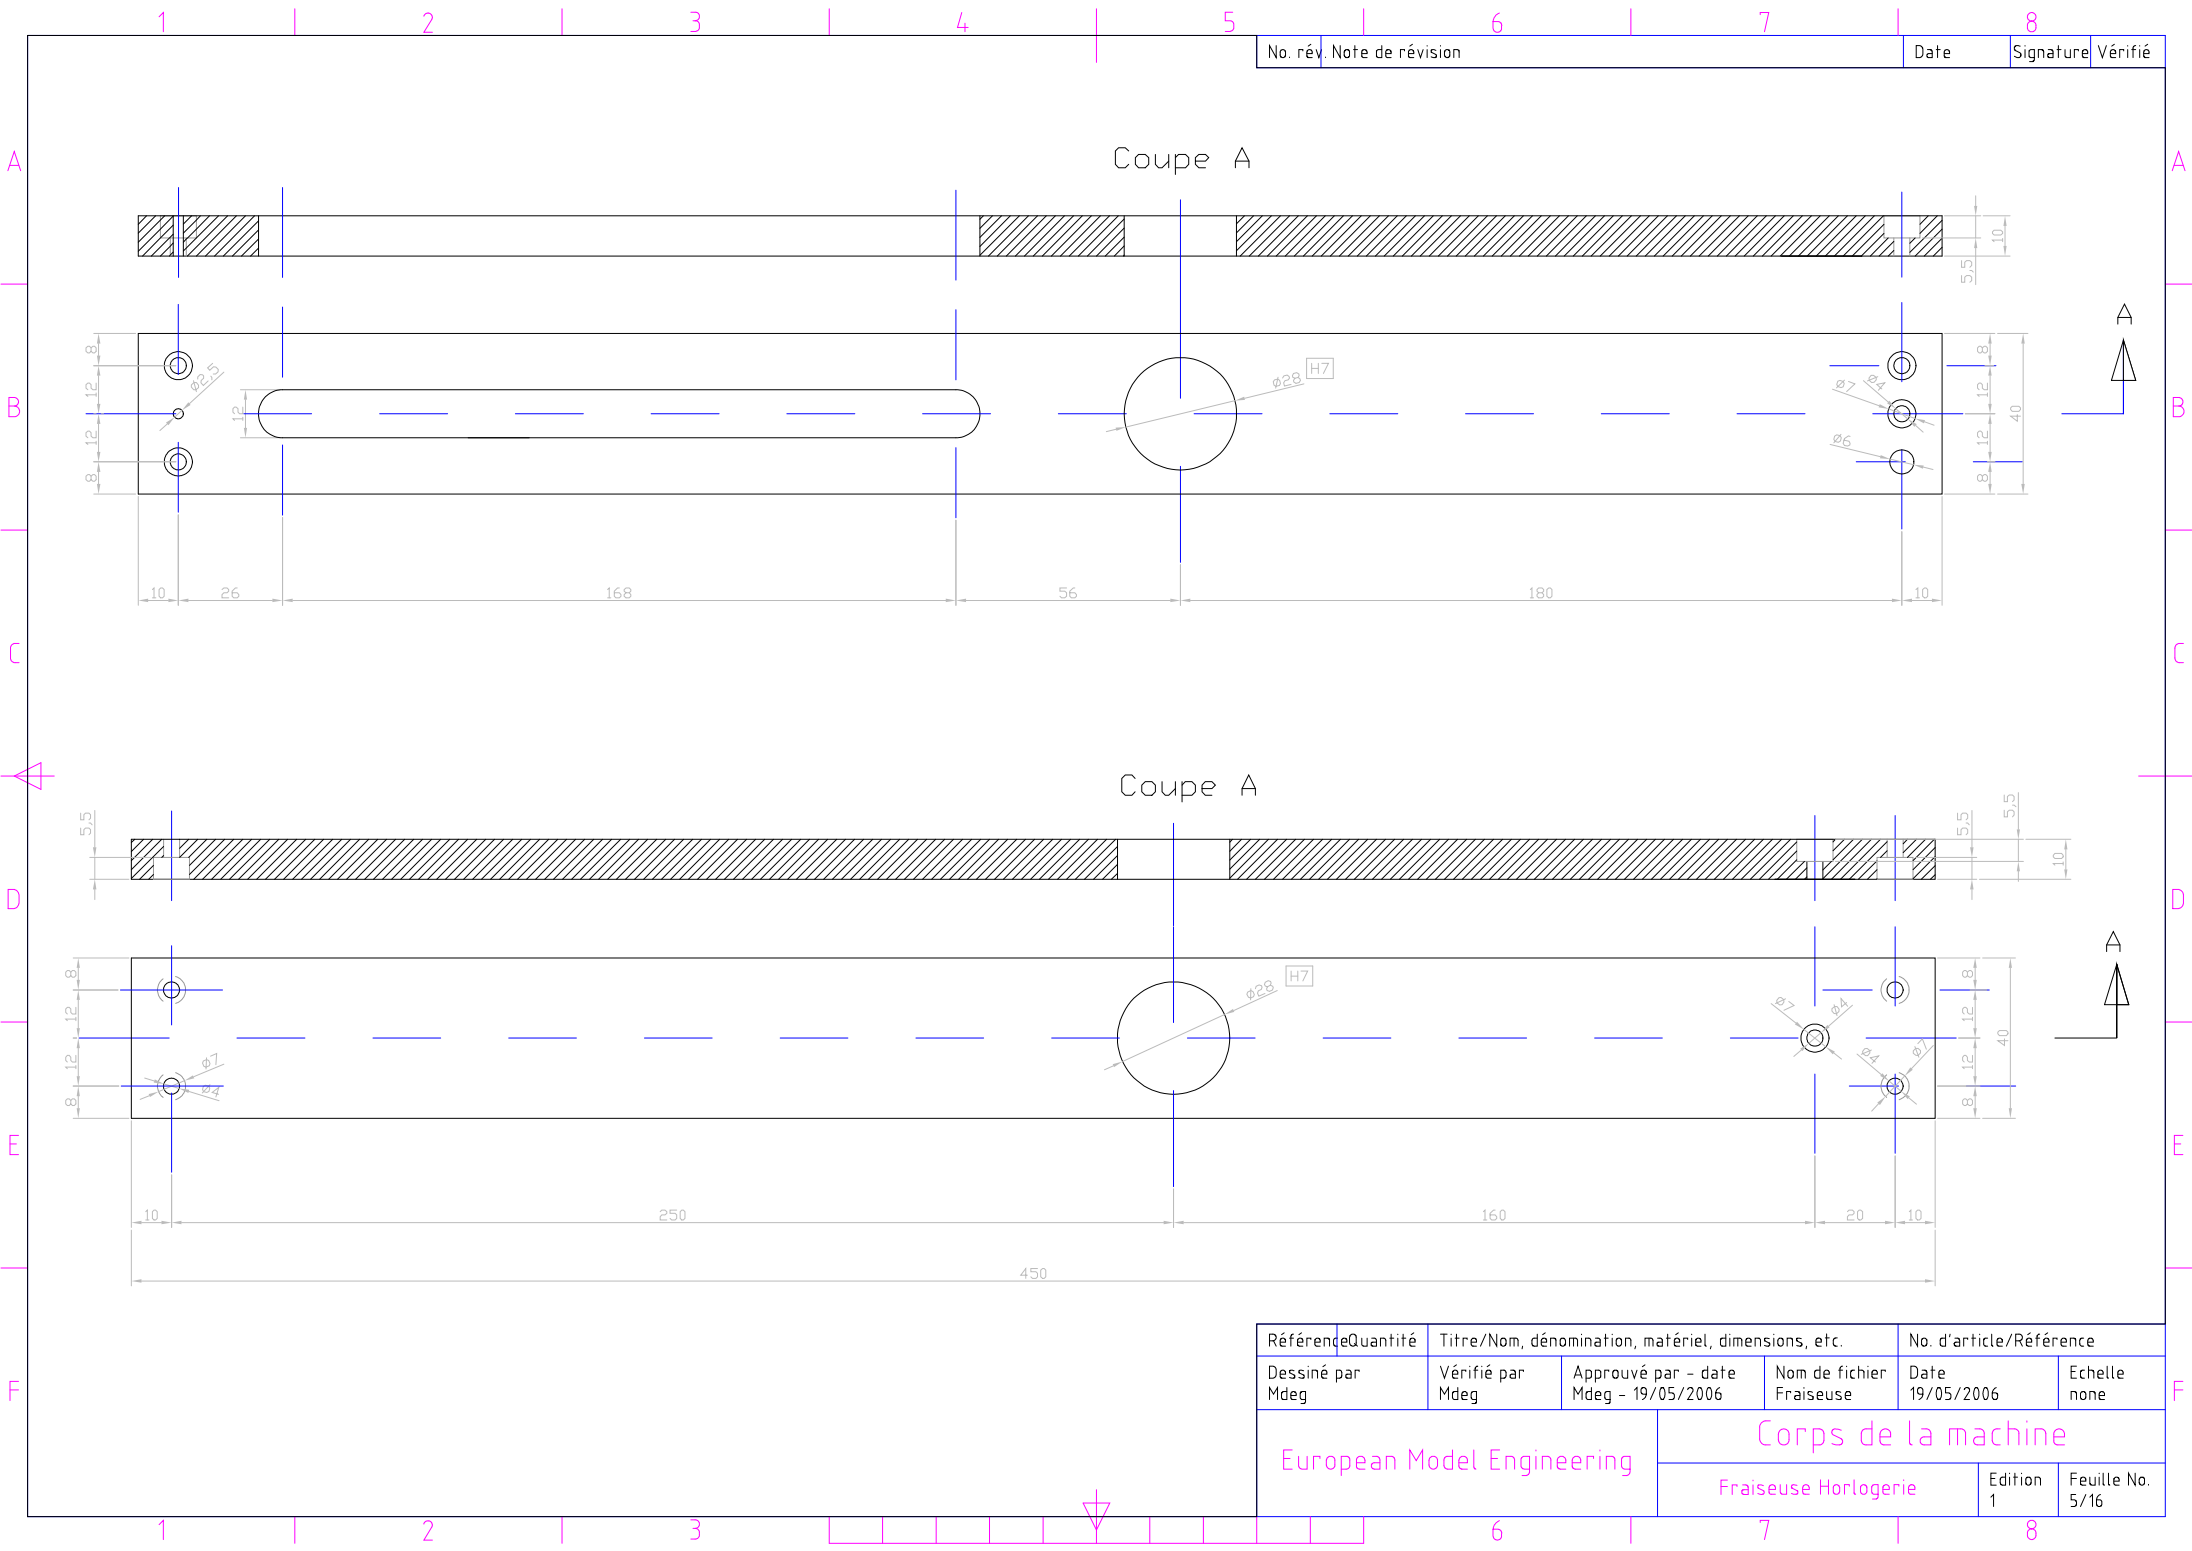 1 2 3 4 5 6 7 8
No. rév. Note de révision Date Signature Vérifié
A A
Coupe A
10
5,5
A
8 8
Ø2,5 Ø28 H7 Ø7 Ø4
12 12 12 40
B B
12 Ø6 12
8 8
10 26 168 56 180 10
C C
Coupe A
5,5 5,5 5,5
10
D D
A
8 Ø28 H7 8
12 Ø7 Ø4 12 40
12 Ø7 Ø4 Ø7 12
Ø4
8 8
E E
10 250 160 20 10
450
Référence Quantité Titre/Nom, dénomination, matériel, dimensions, etc. No. d'article/Référence
Dessiné par Vérifié par Approuvé par - date Nom de fichier Date Echelle
Mdeg Mdeg Mdeg - 19/05/2006 Fraiseuse 19/05/2006 none
F F
Corps de la machine
European Model Engineering
Fraiseuse Horlogerie Edition Feuille No.
1 5/16
1 2 3 6 7 8